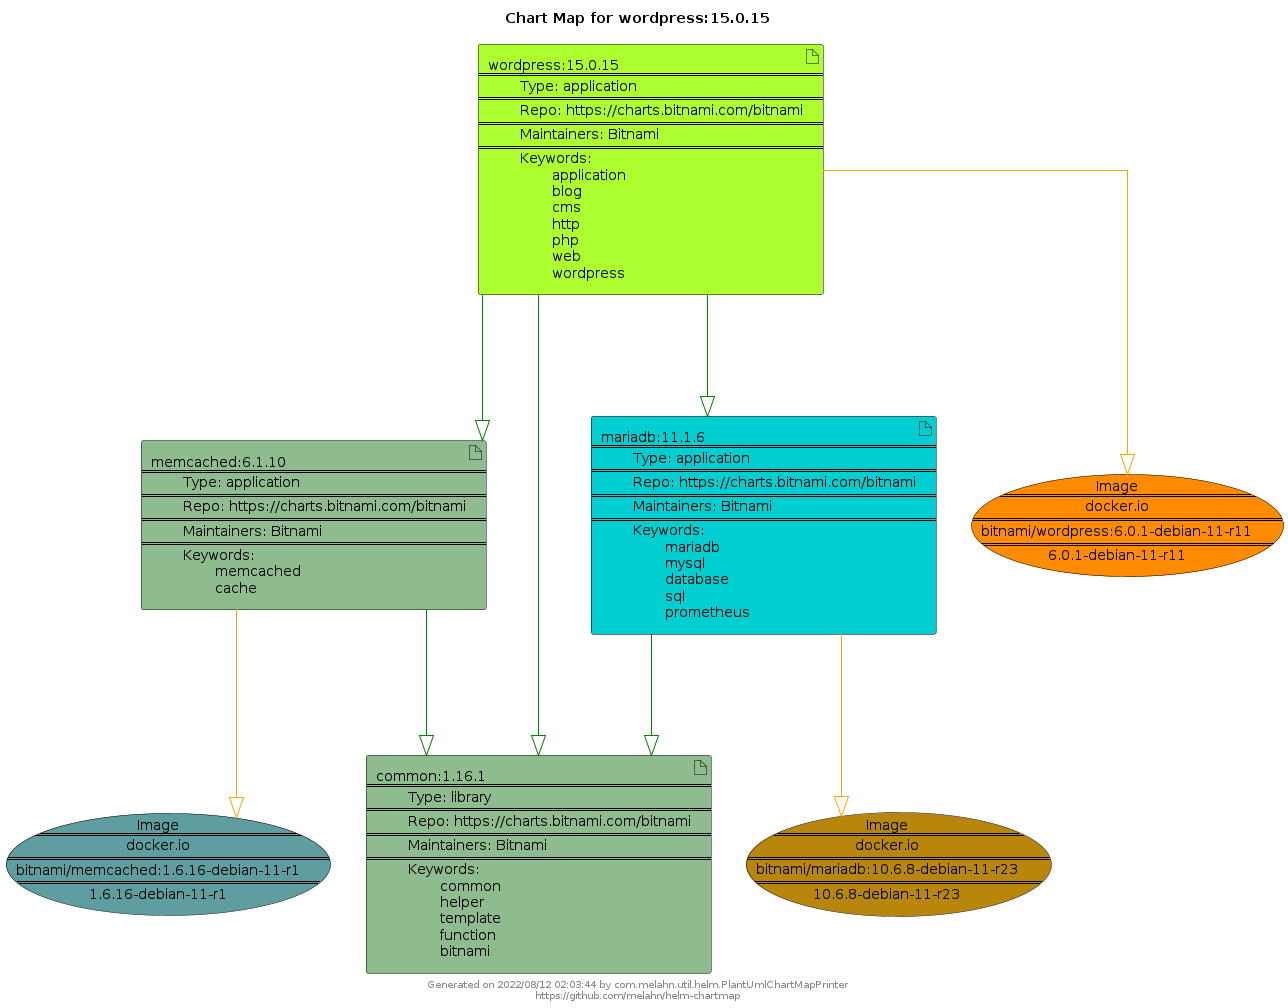 Chart Map for wordpress:15.0.15
wordpress:15.0.15
Type: application
Repo: https://charts.bitnami.com/bitnami
Maintainers: Bitnami
Keywords:
application
blog
cms
http
php
web
wordpress
memcached:6.1.10
Type: application
Repo: https://charts.bitnami.com/bitnami
Maintainers: Bitnami
Keywords:
memcached
cache
mariadb:11.1.6
Type: application
Repo: https://charts.bitnami.com/bitnami
Maintainers: Bitnami
Keywords:
mariadb
mysql
database
sql
prometheus
Image
docker.io
bitnami/wordpress:6.0.1-debian-11-r11
6.0.1-debian-11-r11
Image
docker.io
bitnami/memcached:1.6.16-debian-11-r1
1.6.16-debian-11-r1
common:1.16.1
Type: library
Repo: https://charts.bitnami.com/bitnami
Maintainers: Bitnami
Keywords:
common
helper
template
function
bitnami
Image
docker.io
bitnami/mariadb:10.6.8-debian-11-r23
10.6.8-debian-11-r23
Generated on 2022/08/12 02:03:44 by com.melahn.util.helm.PlantUmlChartMapPrinter
https://github.com/melahn/helm-chartmap